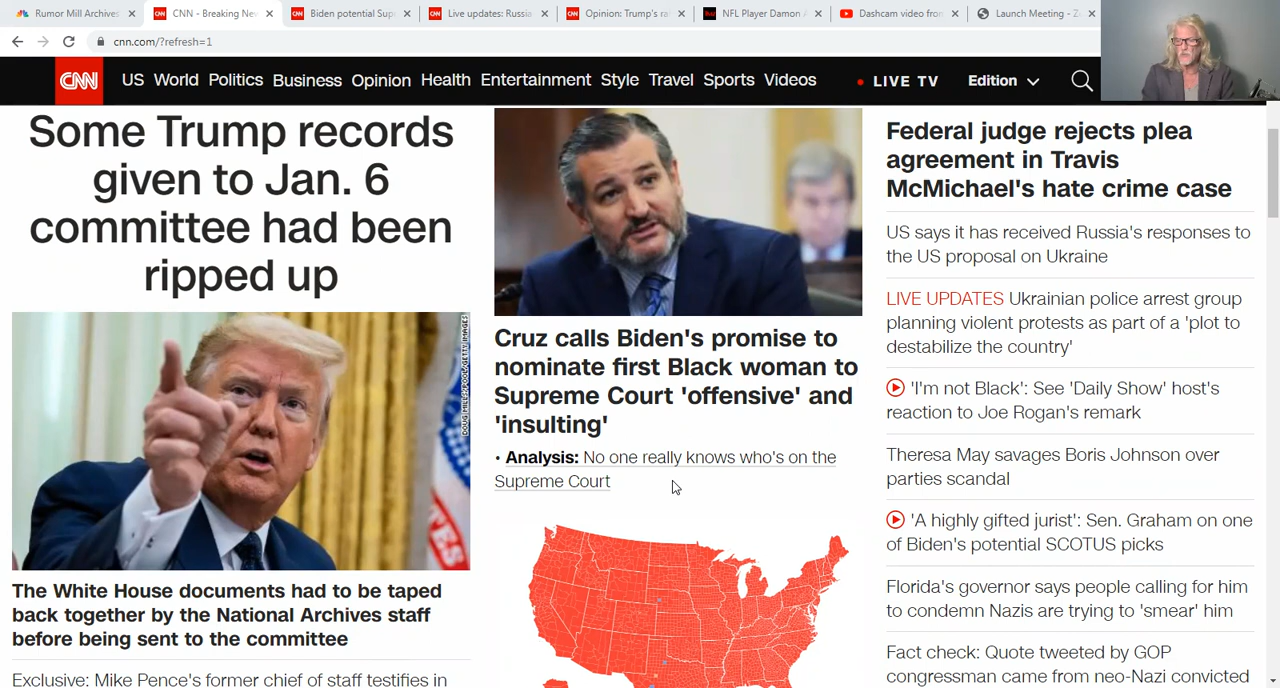 Rumor Mill Archives
CNN - Breaking New
Biden potential Sup
Live updates: Russia
Opinion: Trump's ra
NFL Player Damon A
Dashcam video from
Launch Meeting - Z
cnn.com/?refresh=1
CNN
US World Politics Business Opinion Health Entertainment Style Travel Sports Videos
LIVE TV
Edition
Some Trump records
given to Jan. 6
committee had been
ripped up
DOUG MILLS/POOL/GETTY IMAGES
The White House documents had to be taped
back together by the National Archives staff
before being sent to the committee
Exclusive: Mike Pence's former chief of staff testifies in
Cruz calls Biden's promise to
nominate first Black woman to
Supreme Court 'offensive' and
'insulting'
• Analysis: No one really knows who's on the
Supreme Court
Federal judge rejects plea
agreement in Travis
McMichael's hate crime case
US says it has received Russia's responses to
the US proposal on Ukraine
LIVE UPDATES Ukrainian police arrest group
planning violent protests as part of a 'plot to
destabilize the country'
'I'm not Black': See 'Daily Show' host's
reaction to Joe Rogan's remark
Theresa May savages Boris Johnson over
parties scandal
'A highly gifted jurist': Sen. Graham on one
of Biden's potential SCOTUS picks
Florida's governor says people calling for him
to condemn Nazis are trying to 'smear' him
Fact check: Quote tweeted by GOP
congressman came from neo-Nazi convicted